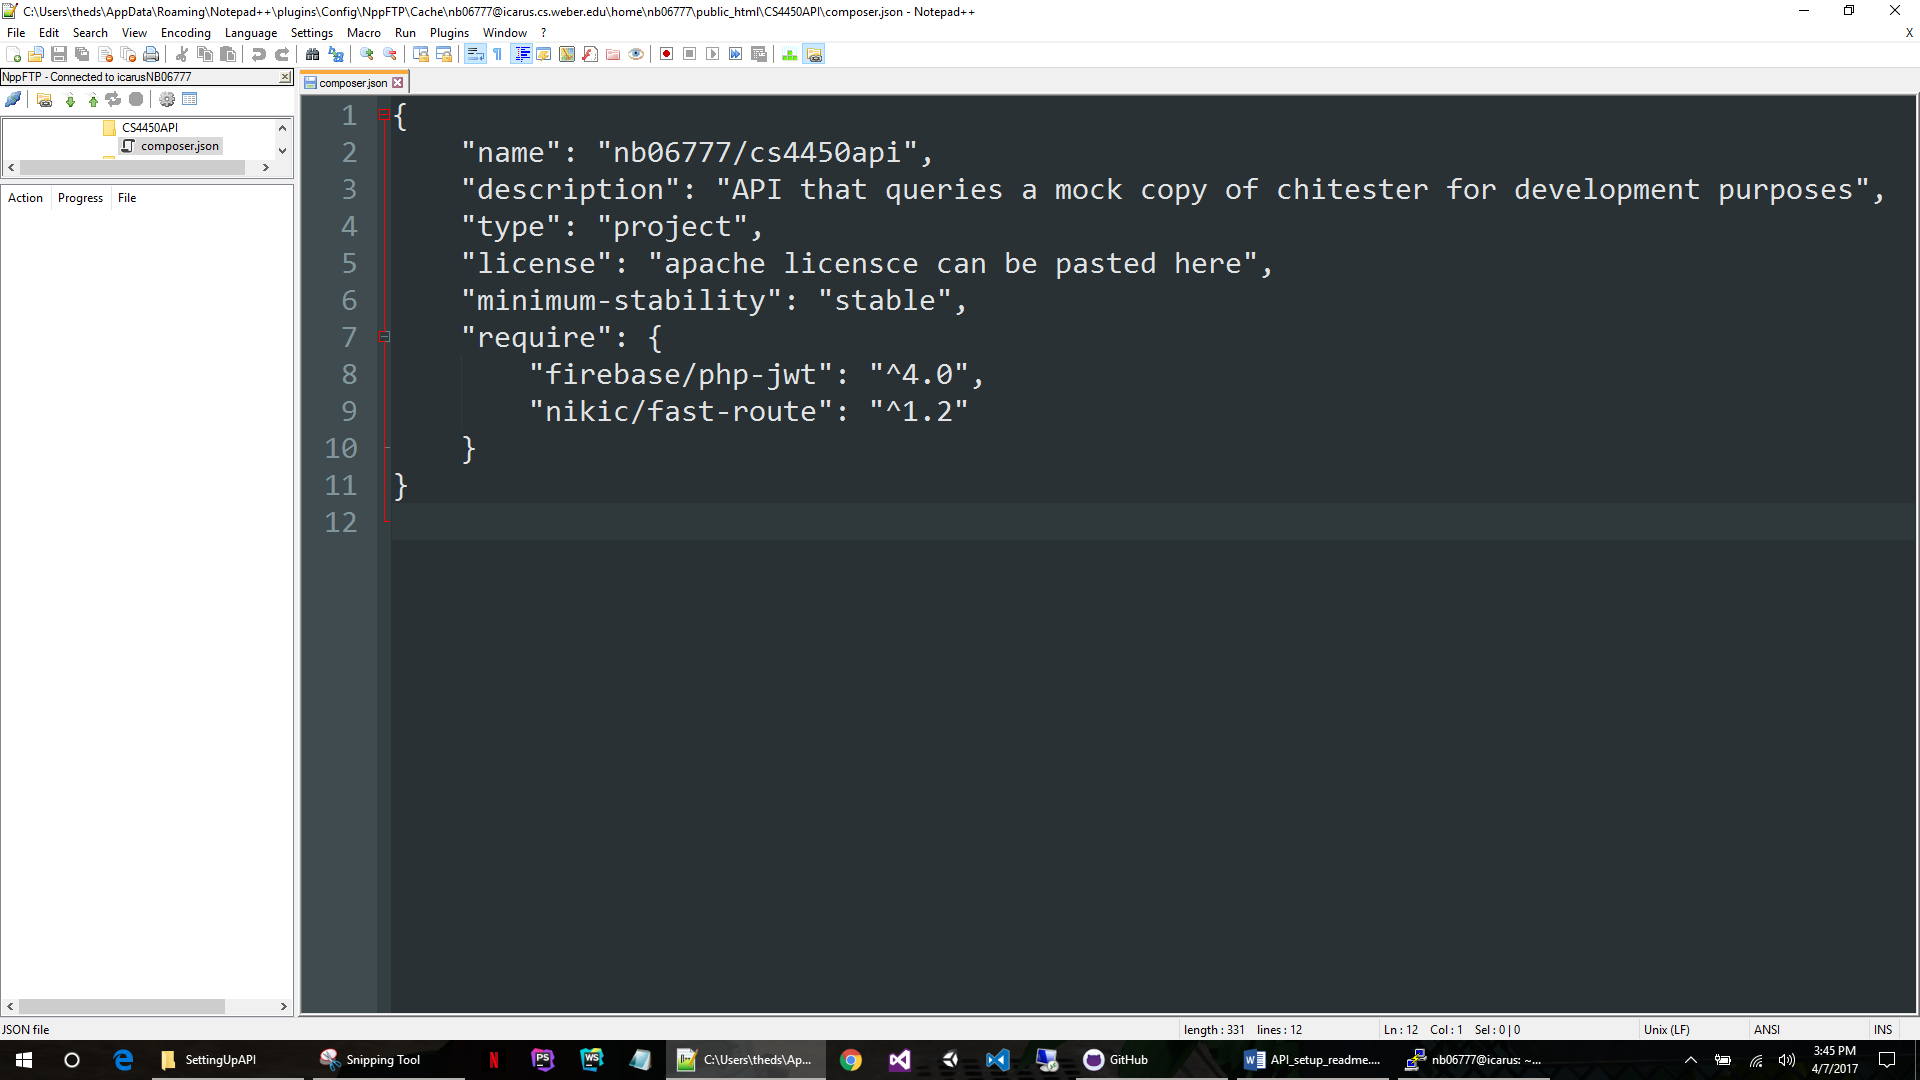 C:\Users\theds\AppData\Roaming\Notepad++\plugins\Config\NppFTP\Cache\nb06777@icarus.cs.weber.edu\home\nb06777\public_html\CS4450API\composer.json - Notepad++
File Edit Search View Encoding Language Settings Macro Run Plugins Window ? X
NppFTP - Connected to icarusNB06777
CS4450API
composer.json
Action Progress File
composer.json
1 {
2 "name": "nb06777/cs4450api",
3 "description": "API that queries a mock copy of chitester for development purposes",
4 "type": "project",
5 "license": "apache licensce can be pasted here",
6 "minimum-stability": "stable",
7 "require": {
8 "firebase/php-jwt": "^4.0",
9 "nikic/fast-route": "^1.2"
10 }
11 }
12
JSON file length : 331 lines : 12 Ln : 12 Col : 1 Sel : 0 | 0 Unix (LF) ANSI INS
SettingUpAPI Snipping Tool N PS WS C:\Users\theds\Ap... GitHub API_setup_readme.... nb06777@icarus: ~... 3:45 PM
4/7/2017